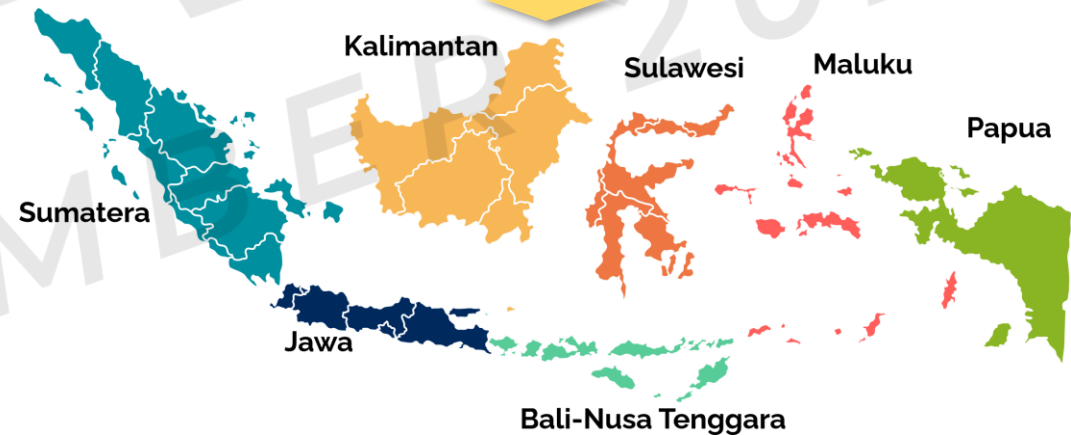 Kalimantan
Sulawesi
Maluku
Papua
Sumatera
Jawa
Bali-Nusa Tenggara